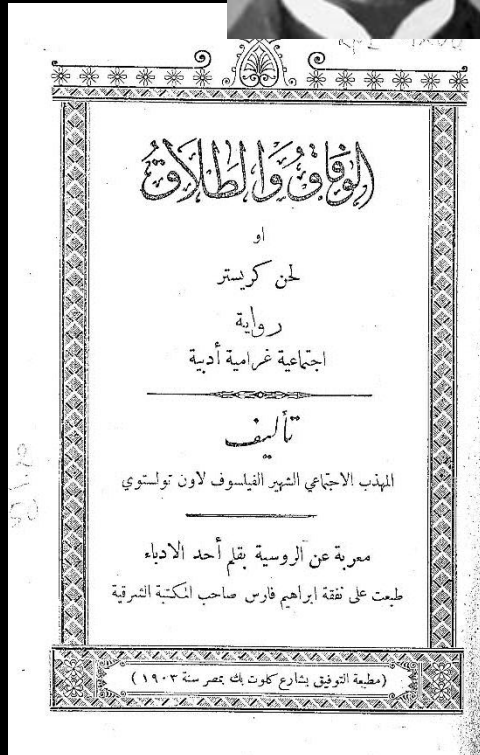 الوفاق والطلاق
او
لحن كريستر
رواية
اجتماعية غرامية أدبية
تأليف
المهذب الاجتماعي الشهير الفيلسوف لاون تولستوي
معربة عن الروسية بقلم أحد الادباء
طبعت على نفقة ابراهيم فارس صاحب المكتبة الشرقية
(مطبعة التوفيق بشارع كلوت بك بمصر سنة ١٩٠٣)